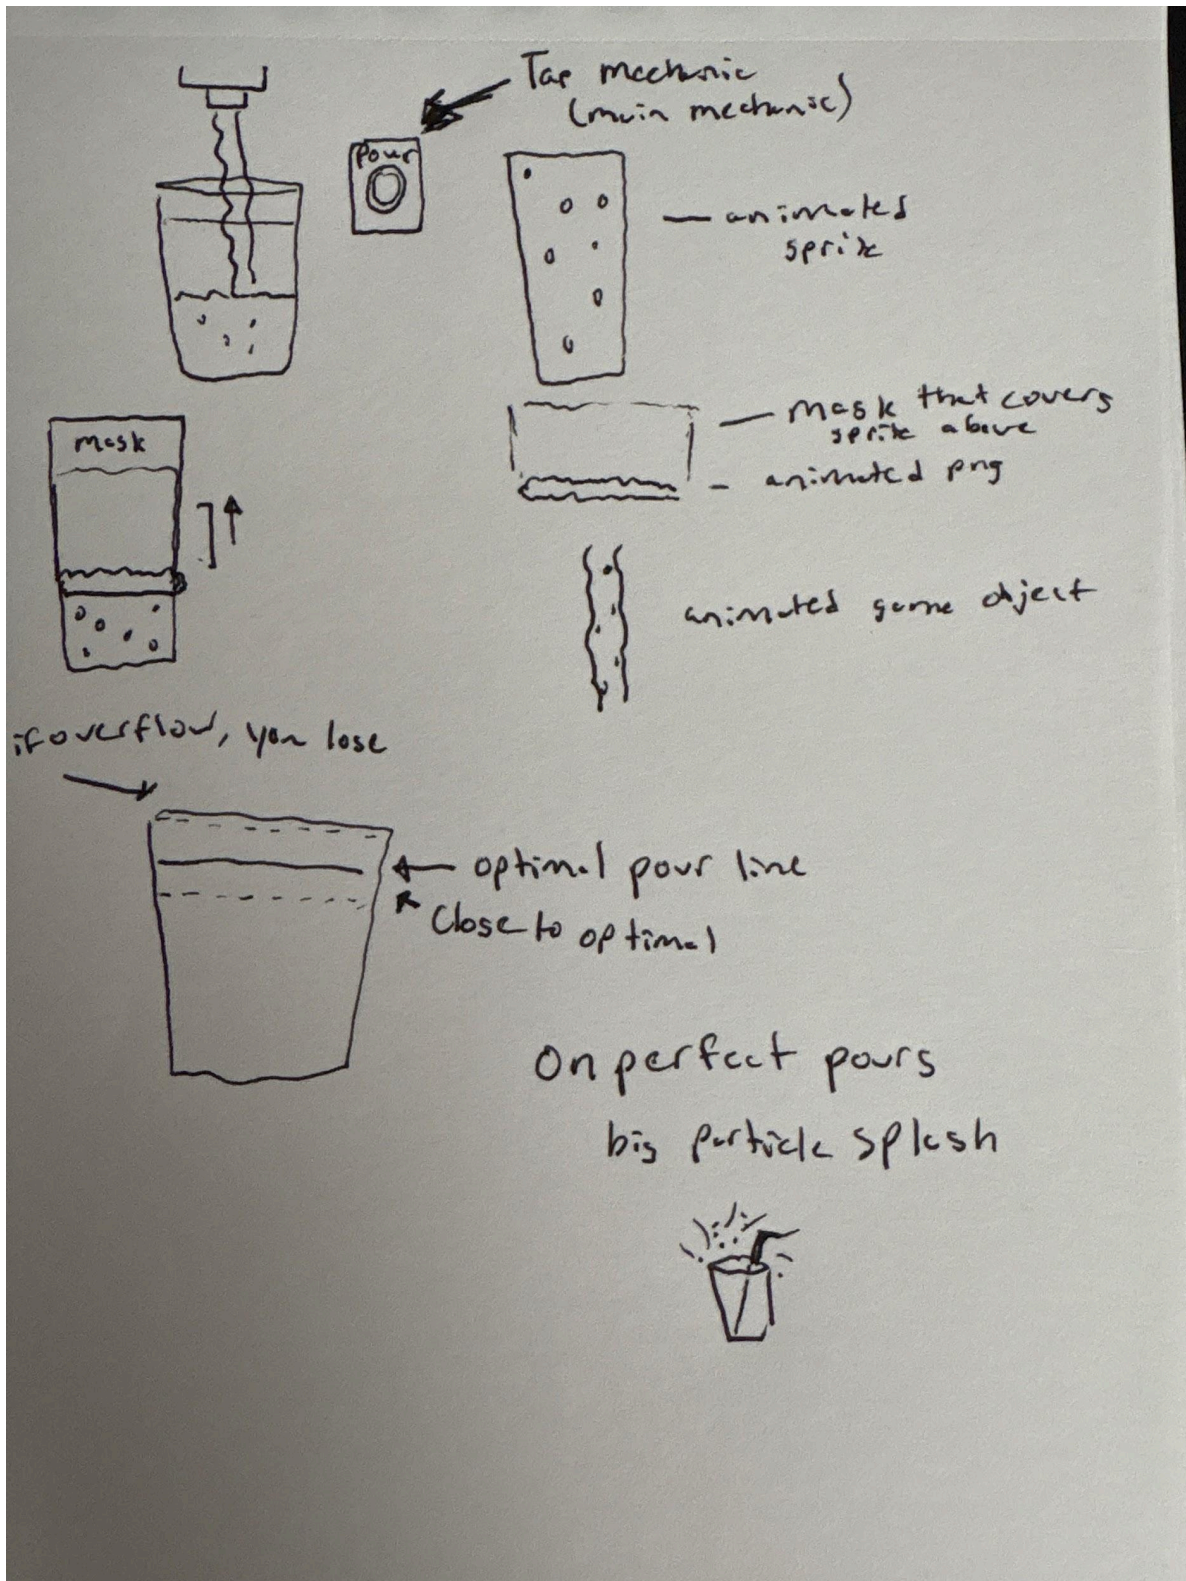 Tap mechanic
(main mechanic)
Pour
animated
sprite
mask
mask that covers
sprite above
animated png
animated game object
if overflow, you lose
optimal pour line
Close to optimal
On perfect pours
big particle splash